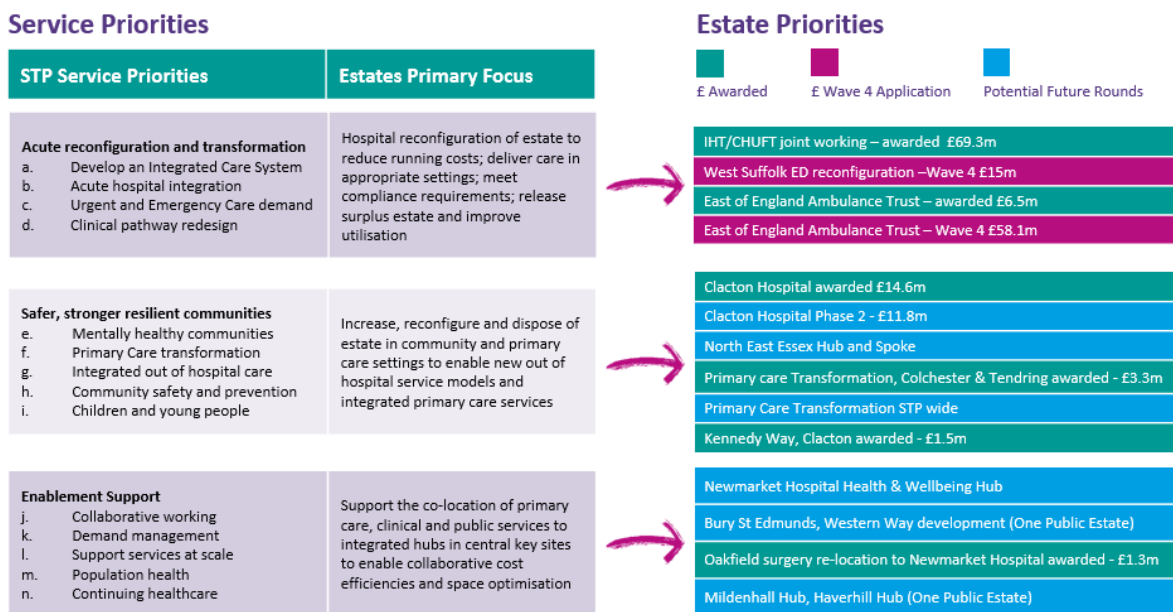 Service Priorities
STP Service Priorities
Estates Primary Focus
Acute reconfiguration and transformation
a. Develop an Integrated Care System
b. Acute hospital integration
c. Urgent and Emergency Care demand
d. Clinical pathway redesign
Hospital reconfiguration of estate to
reduce running costs; deliver care in
appropriate settings; meet
compliance requirements; release
surplus estate and improve
utilisation
Safer, stronger resilient communities
e. Mentally healthy communities
f. Primary Care transformation
g. Integrated out of hospital care
h. Community safety and prevention
i. Children and young people
Increase, reconfigure and dispose of
estate in community and primary
care settings to enable new out of
hospital service models and
integrated primary care services
Enablement Support
j. Collaborative working
k. Demand management
l. Support services at scale
m. Population health
n. Continuing healthcare
Support the co-location of primary
care, clinical and public services to
integrated hubs in central key sites
to enable collaborative cost
efficiencies and space optimisation
Estate Priorities
£ Awarded
£ Wave 4 Application
Potential Future Rounds
IHT/CHUFT joint working – awarded £69.3m
West Suffolk ED reconfiguration –Wave 4 £15m
East of England Ambulance Trust – awarded £6.5m
East of England Ambulance Trust – Wave 4 £58.1m
Clacton Hospital awarded £14.6m
Clacton Hospital Phase 2 - £11.8m
North East Essex Hub and Spoke
Primary care Transformation, Colchester & Tendring awarded - £3.3m
Primary Care Transformation STP wide
Kennedy Way, Clacton awarded - £1.5m
Newmarket Hospital Health & Wellbeing Hub
Bury St Edmunds, Western Way development (One Public Estate)
Oakfield surgery re-location to Newmarket Hospital awarded - £1.3m
Mildenhall Hub, Haverhill Hub (One Public Estate)